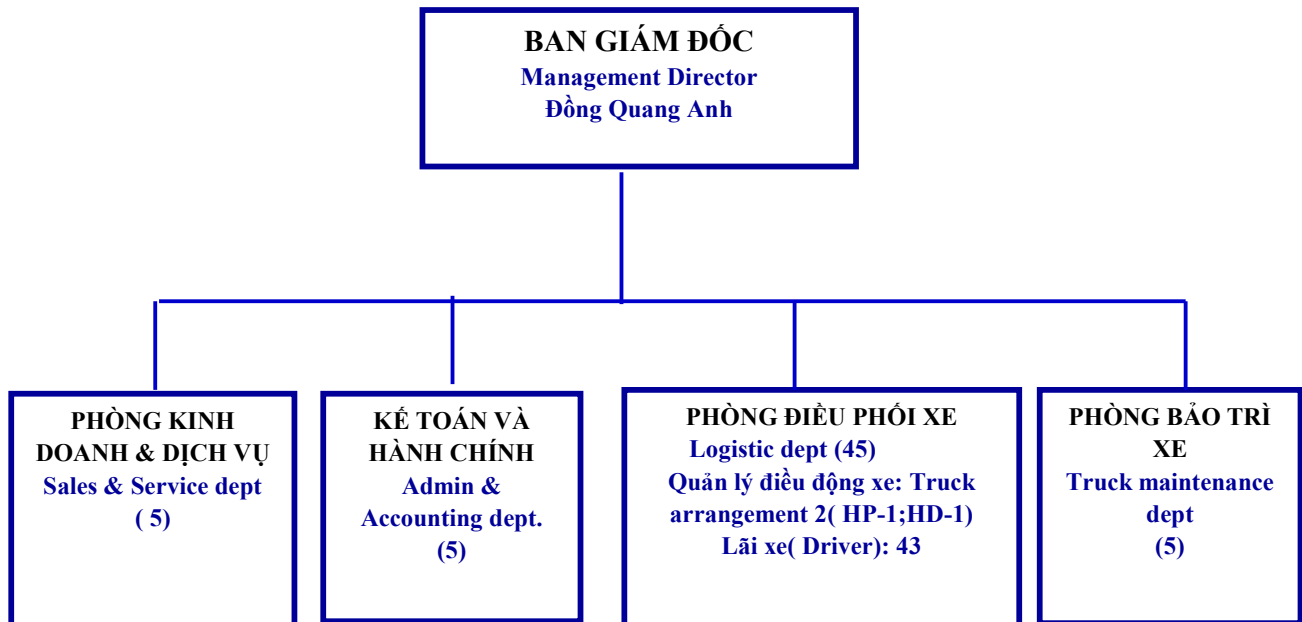 BAN GIÁM ĐỐC
Management Director
Đồng Quang Anh
PHÒNG KINH
DOANH & DỊCH VỤ
Sales & Service dept
( 5)
KẾ TOÁN VÀ
HÀNH CHÍNH
Admin &
Accounting dept.
(5)
PHÒNG ĐIỀU PHỐI XE
Logistic dept (45)
Quản lý điều động xe: Truck
arrangement 2( HP-1;HD-1)
Lãi xe( Driver): 43
PHÒNG BẢO TRÌ
XE
Truck maintenance
dept
(5)